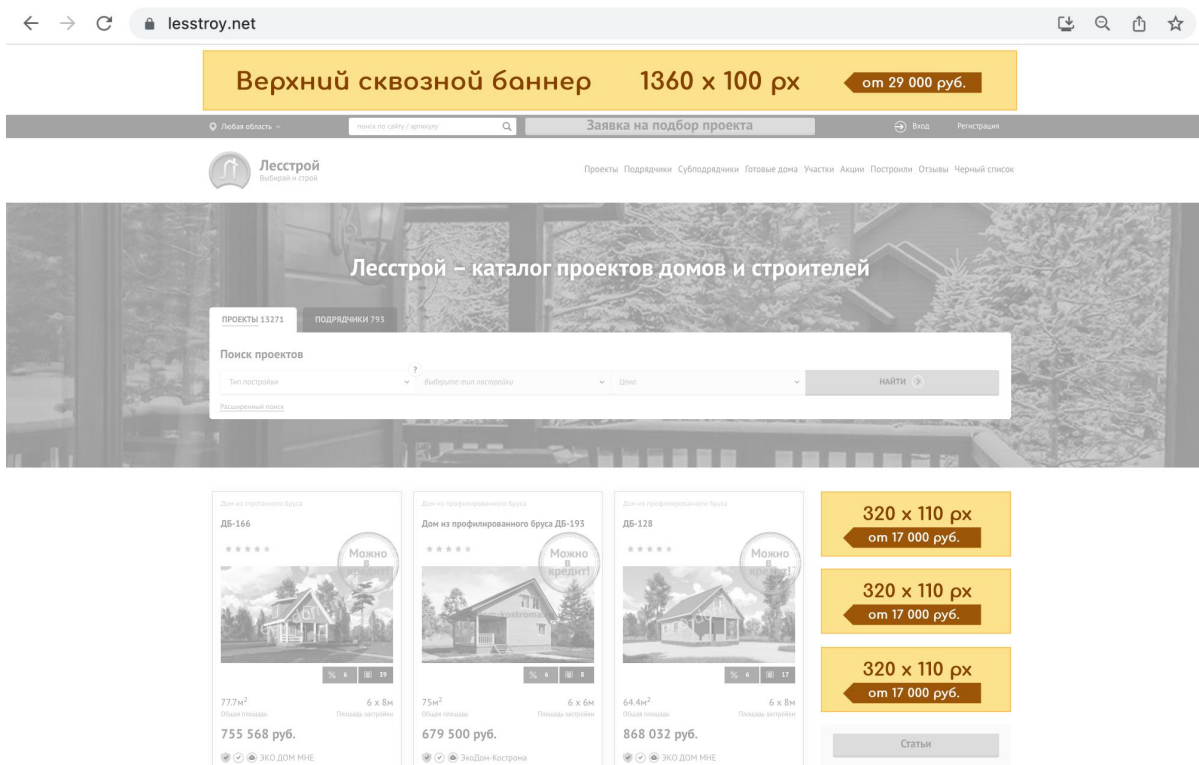 lesstroy.net
Верхний сквозной баннер 1360 x 100 px от 29 000 руб.
Любая область поиск по сайту / артикулу Заявка на подбор проекта Вход Регистрация
Лесстрой
Выбирай и строй
Проекты Подрядчики Субподрядчики Готовые дома Участки Акции Построили Отзывы Черный список
Лесстрой – каталог проектов домов и строителей
ПРОЕКТЫ 13271 ПОДРЯДЧИКИ 793
Поиск проектов
?
Тип постройки Выберите тип постройки Цена НАЙТИ
Расширенный поиск
Дом из строганного бруса
ДБ-166
Можно
в
кредит!
% 6 39
77.7м² 6 х 8м
Общая площадь Площадь застройки
755 568 руб.
ЭКО ДОМ МНЕ
Дом из профилированного бруса
Дом из профилированного бруса ДБ-193
Можно
в
кредит!
% 6 8
75м² 6 х 6м
Общая площадь Площадь застройки
679 500 руб.
ЭкоДом-Кострома
Дом из профилированного бруса
ДБ-128
Можно
в
кредит!
% 6 17
64.4м² 6 х 8м
Общая площадь Площадь застройки
868 032 руб.
ЭКО ДОМ МНЕ
320 x 110 px
от 17 000 руб.
320 x 110 px
от 17 000 руб.
320 x 110 px
от 17 000 руб.
Статьи